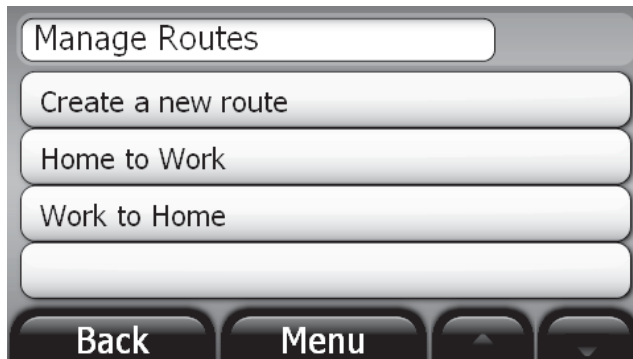 Manage Routes
Create a new route
Home to Work
Work to Home
Back Menu